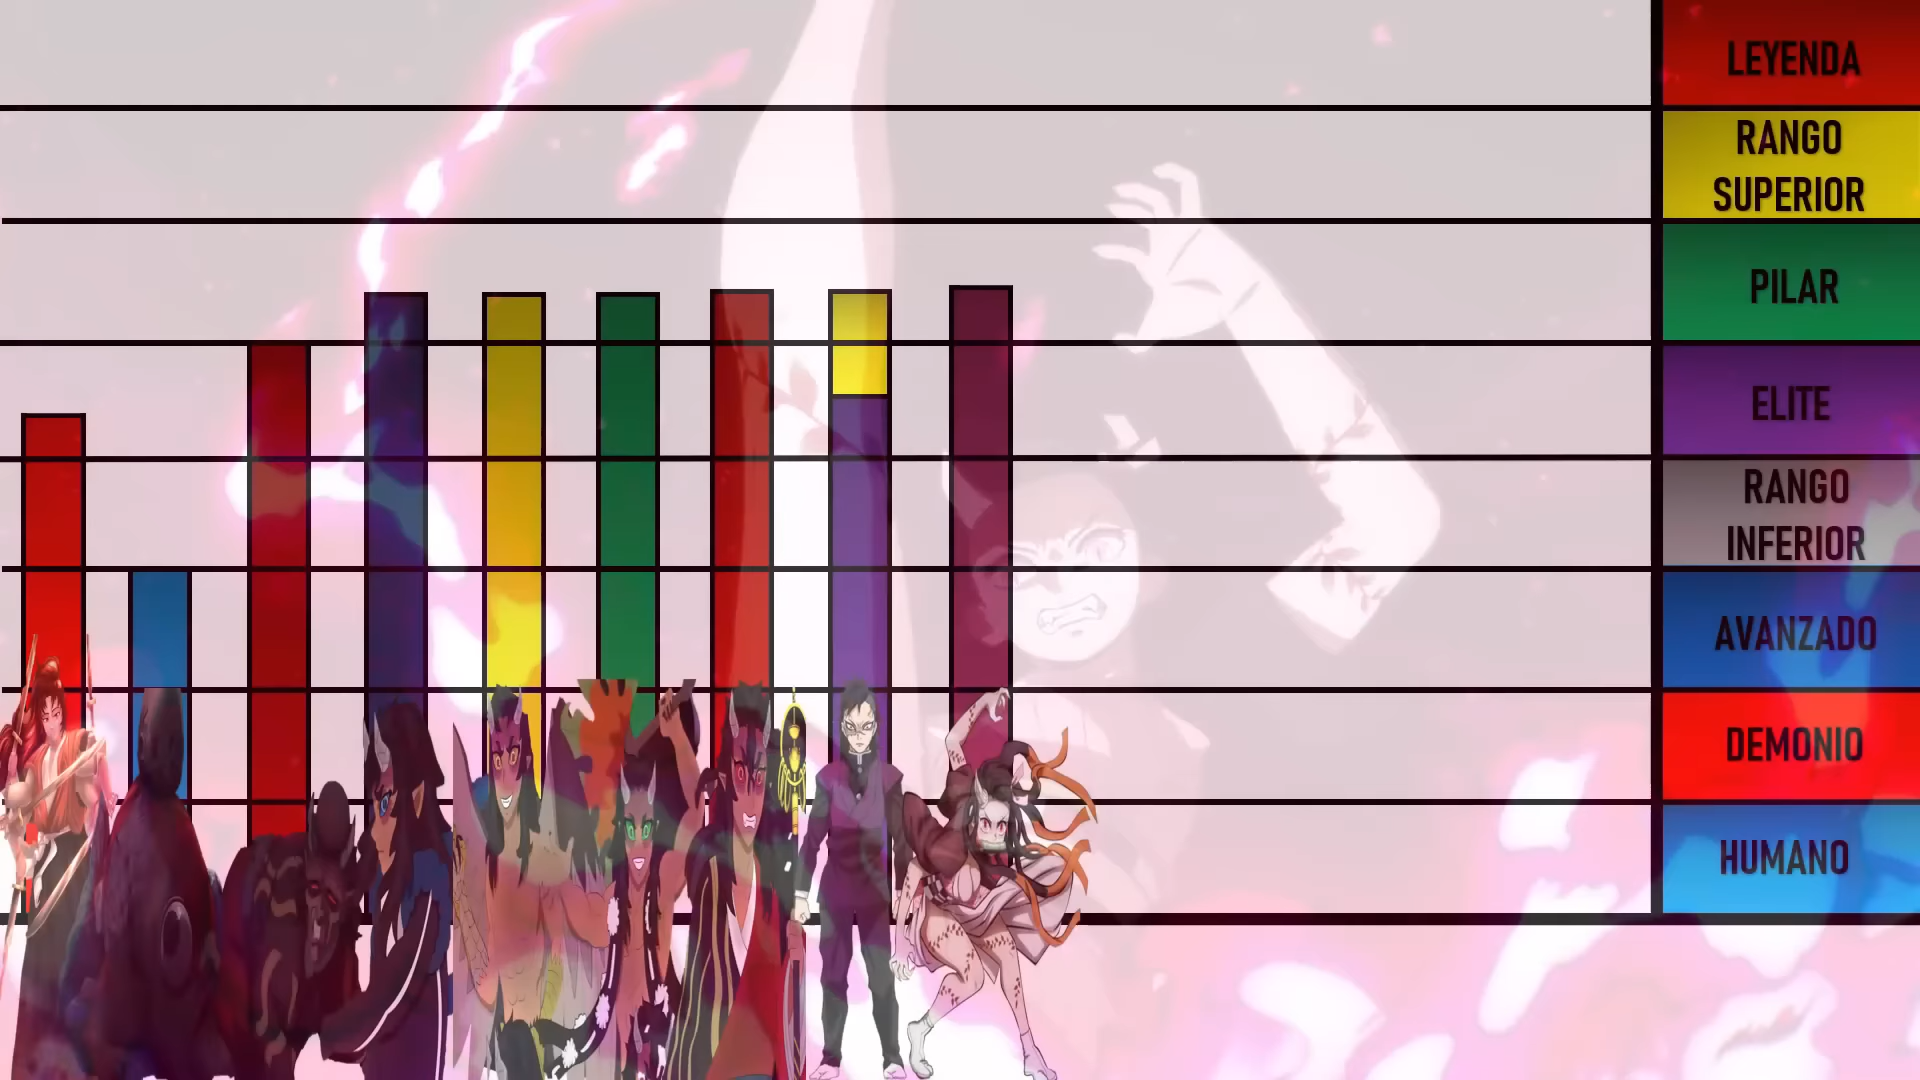 LEYENDA
RANGO
SUPERIOR
PILAR
ELITE
RANGO
INFERIOR
AVANZADO
DEMONIO
HUMANO